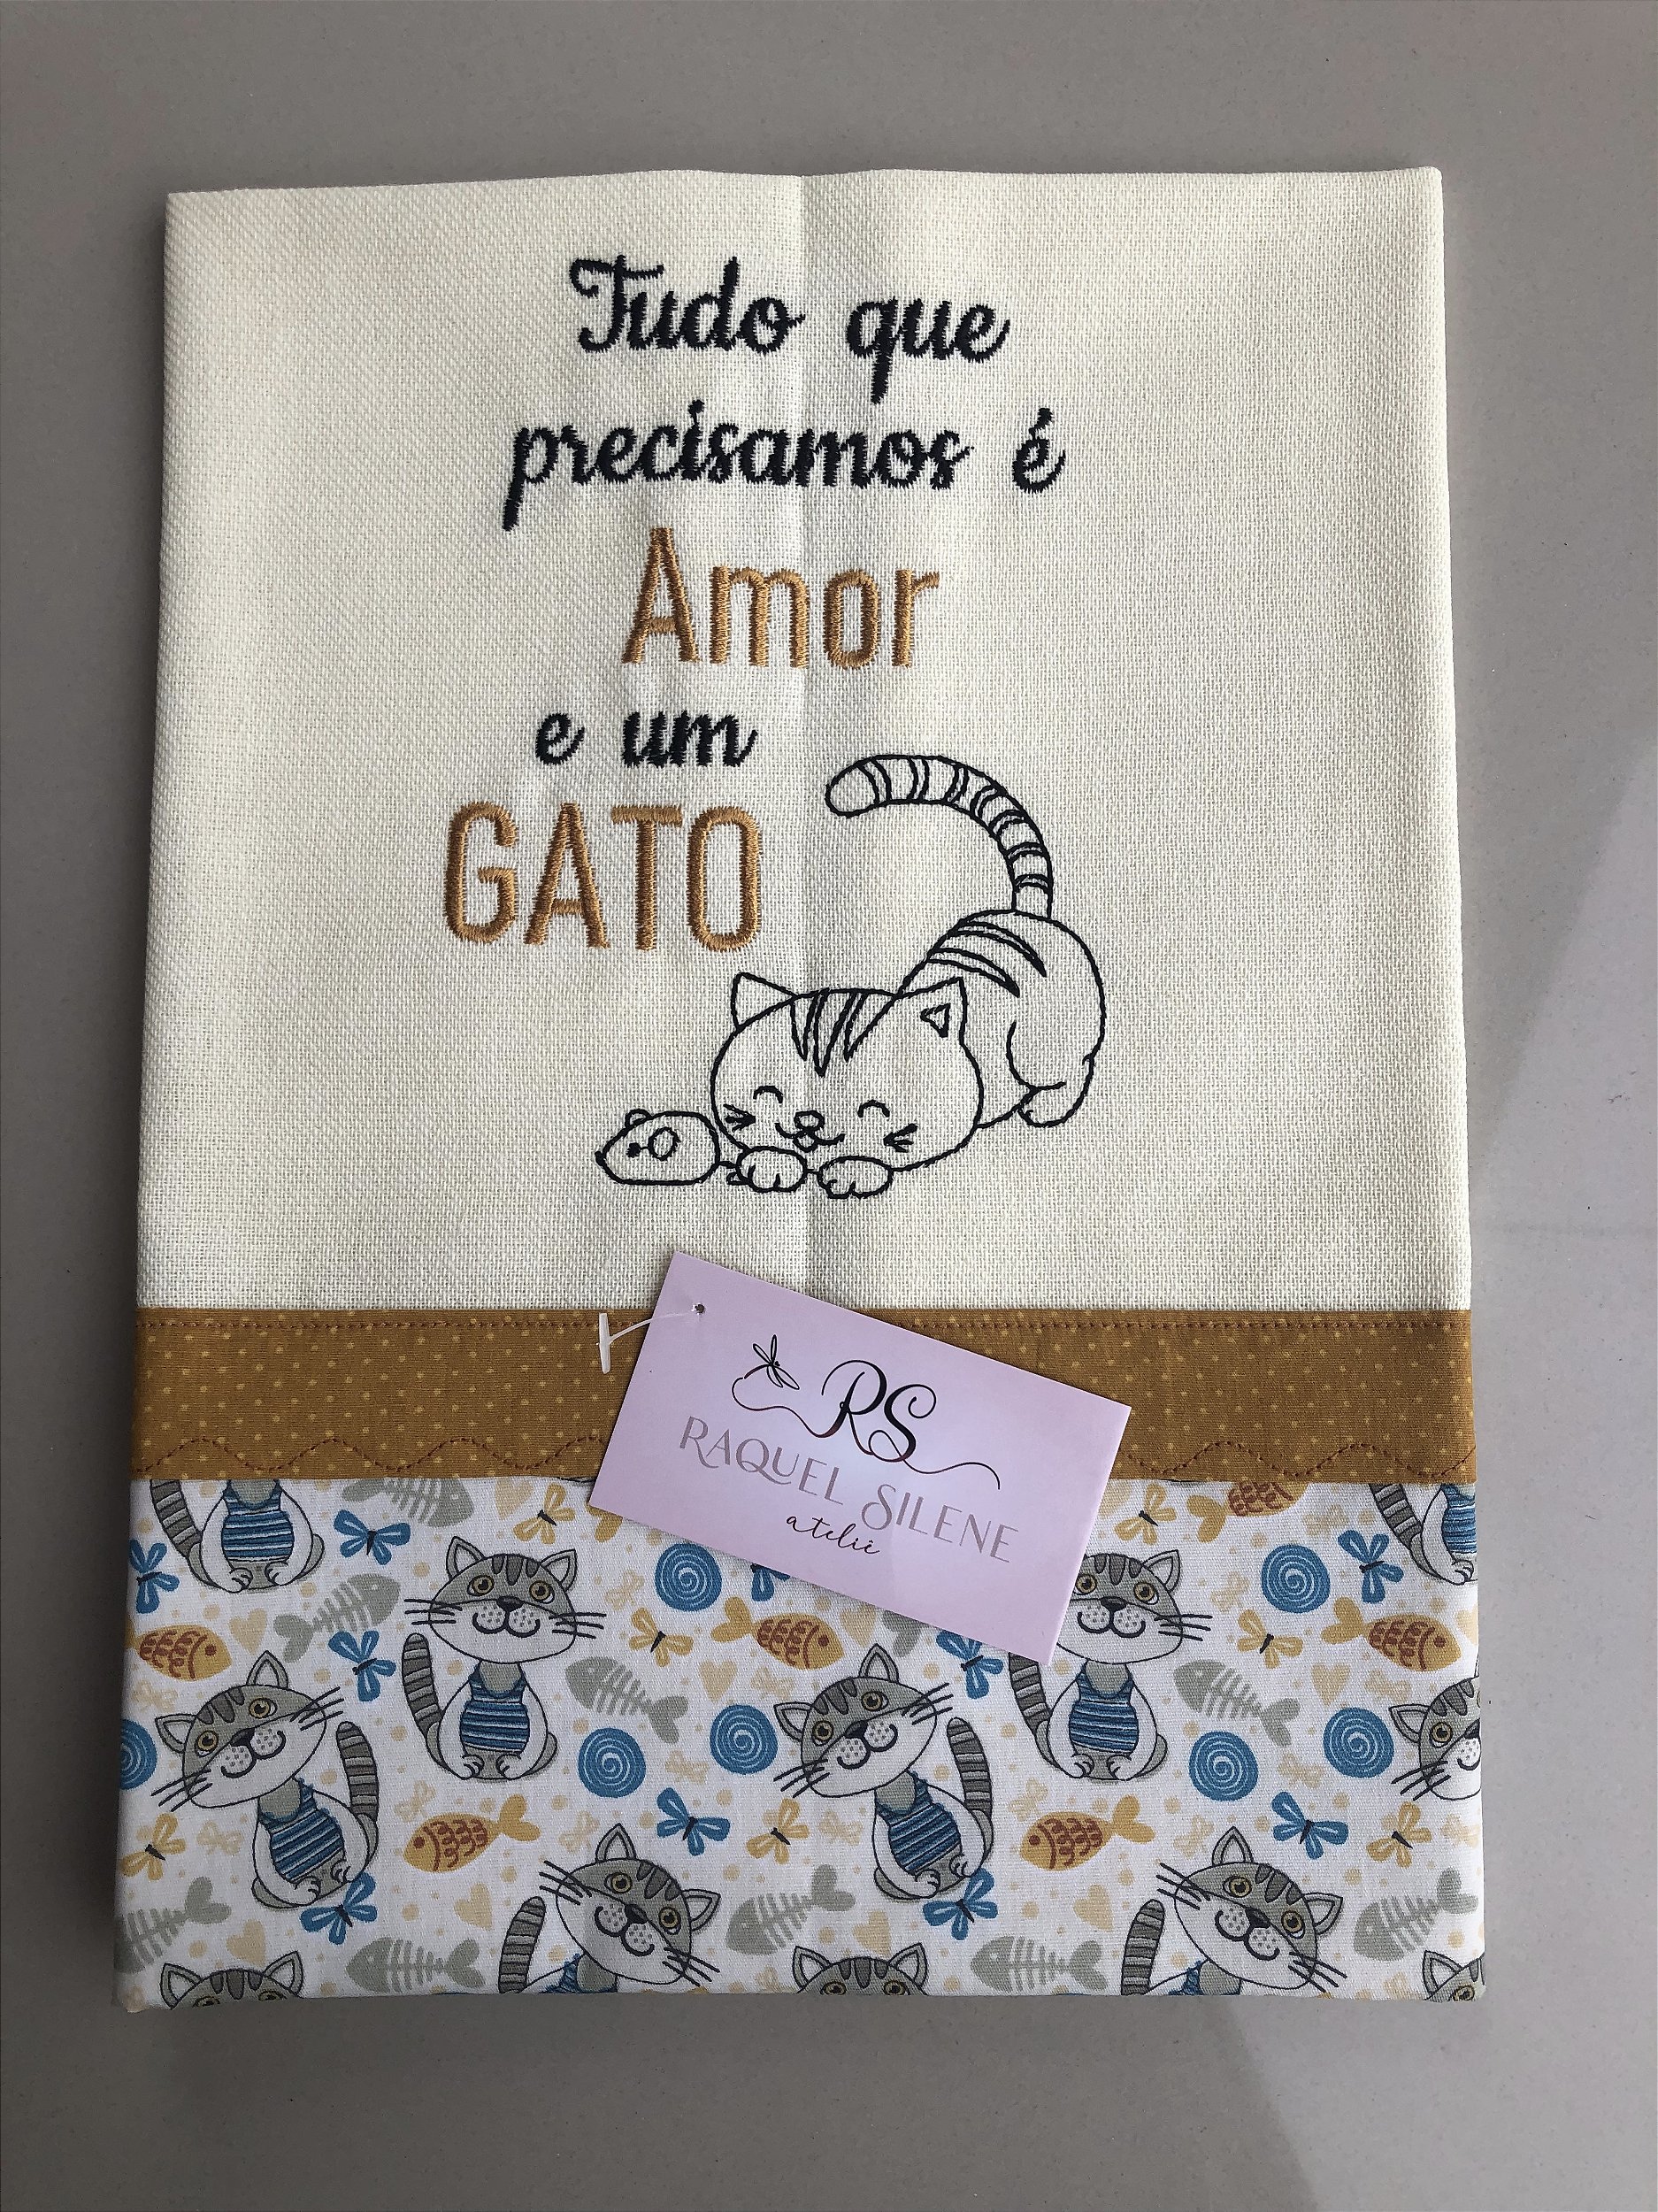 Tudo que
precisamos é
Amor
e um
GATO
RS
RAQUEL SILENE
ateliê